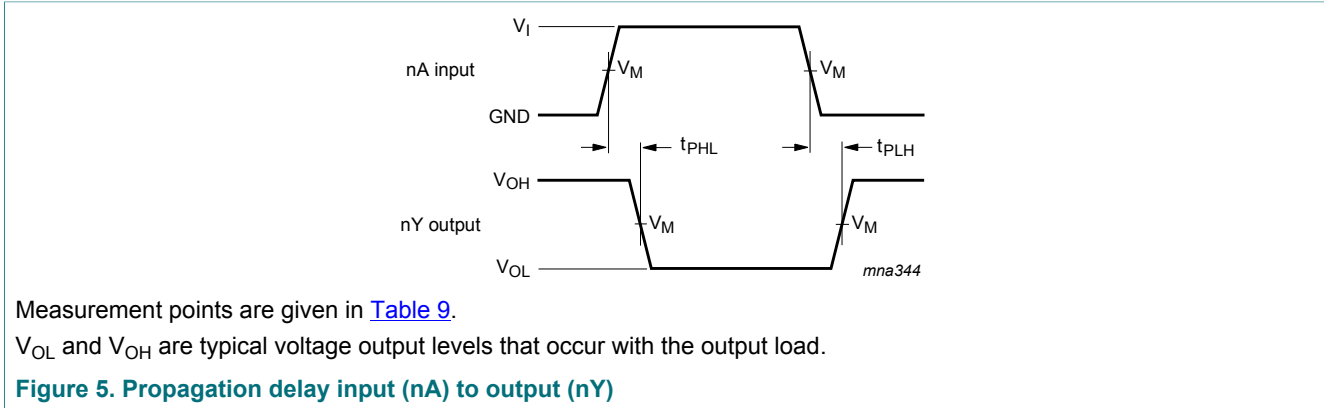 VI
nA input
VM
VM
GND
tPHL
tPLH
VOH
nY output
VM
VM
VOL
mna344
Measurement points are given in Table 9.
VOL and VOH are typical voltage output levels that occur with the output load.
Figure 5. Propagation delay input (nA) to output (nY)